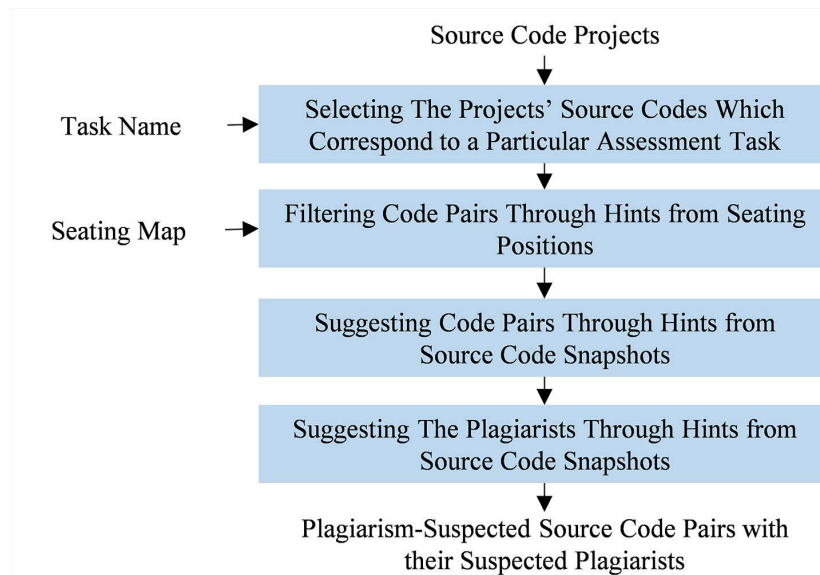 Source Code Projects
Task Name
Selecting The Projects' Source Codes Which
Correspond to a Particular Assessment Task
Seating Map
Filtering Code Pairs Through Hints from Seating
Positions
Suggesting Code Pairs Through Hints from
Source Code Snapshots
Suggesting The Plagiarists Through Hints from
Source Code Snapshots
Plagiarism-Suspected Source Code Pairs with
their Suspected Plagiarists